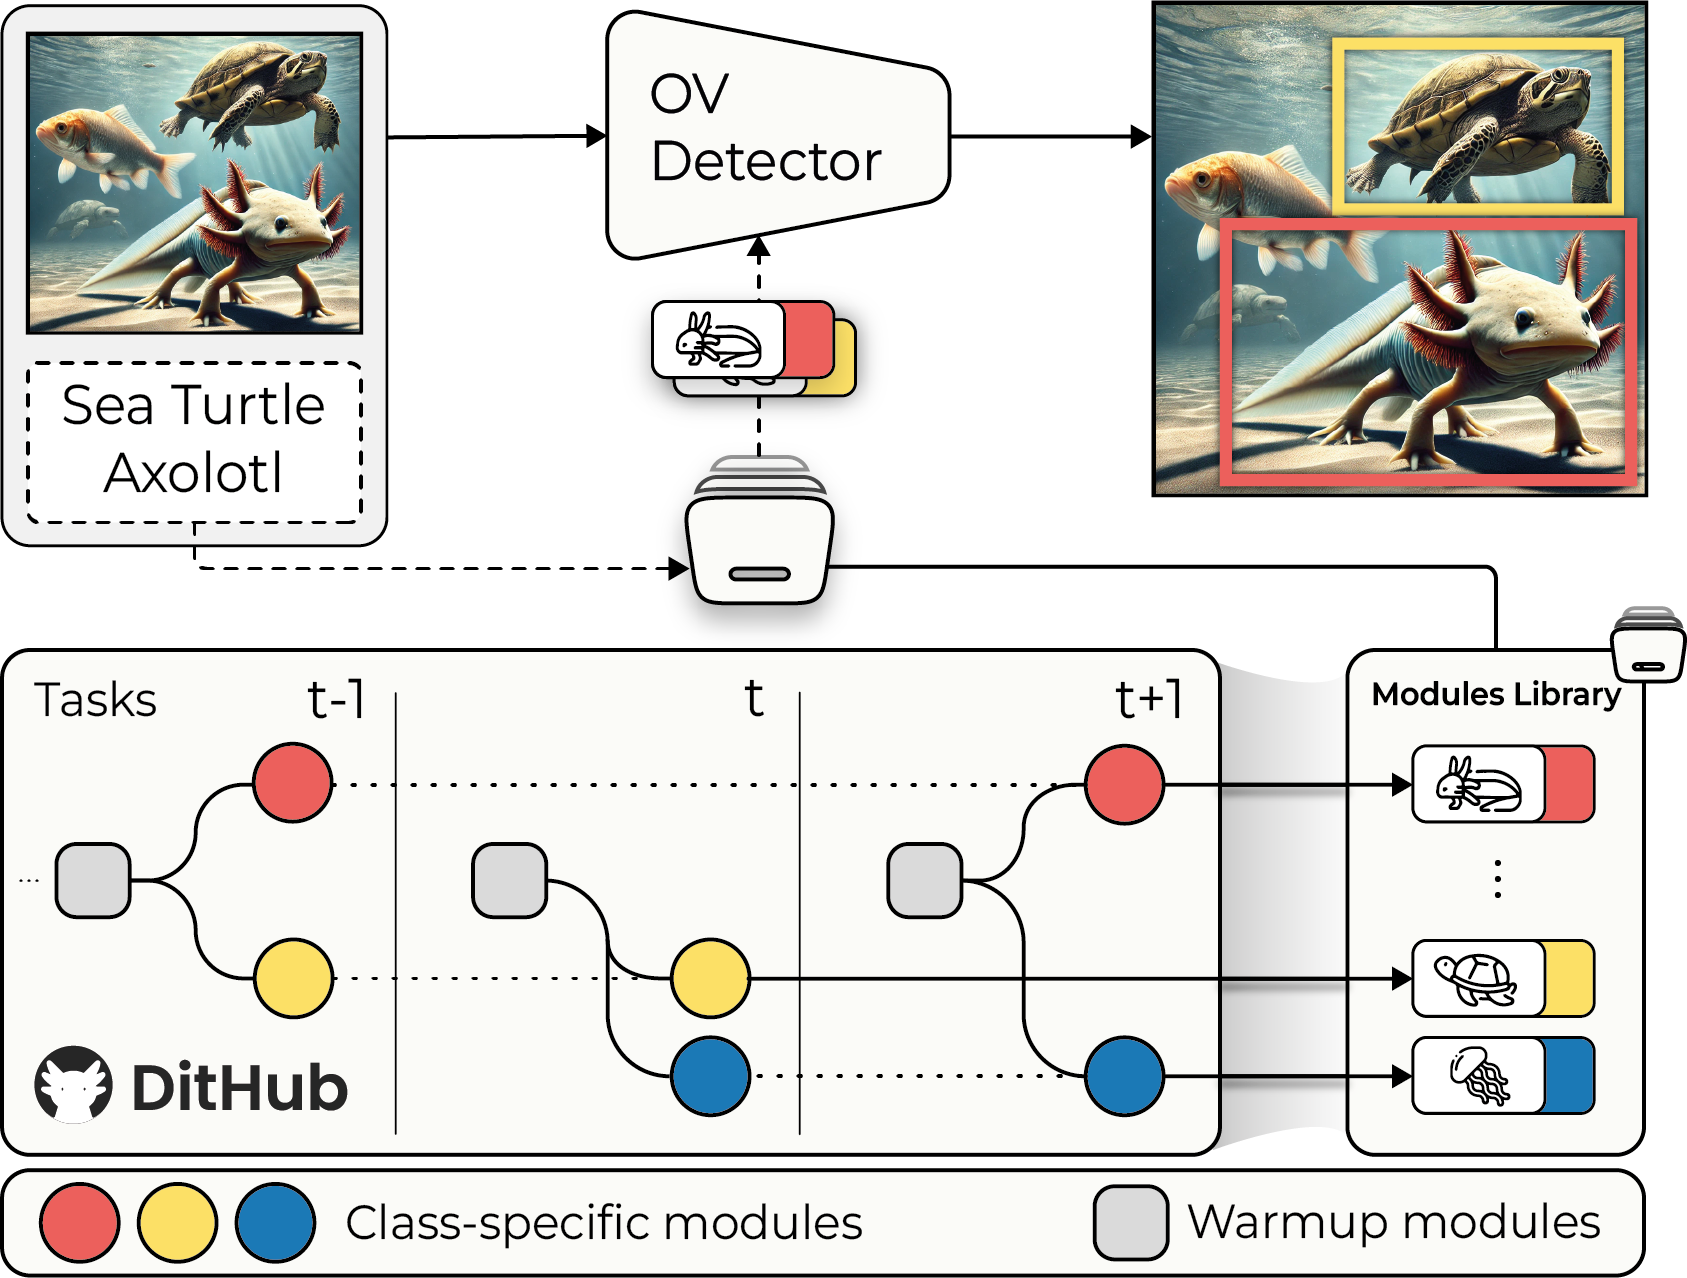 OV
Detector
Sea Turtle
Axolotl
Tasks
t-1
t
t+1
Modules Library
...
DitHub
Class-specific modules
Warmup modules